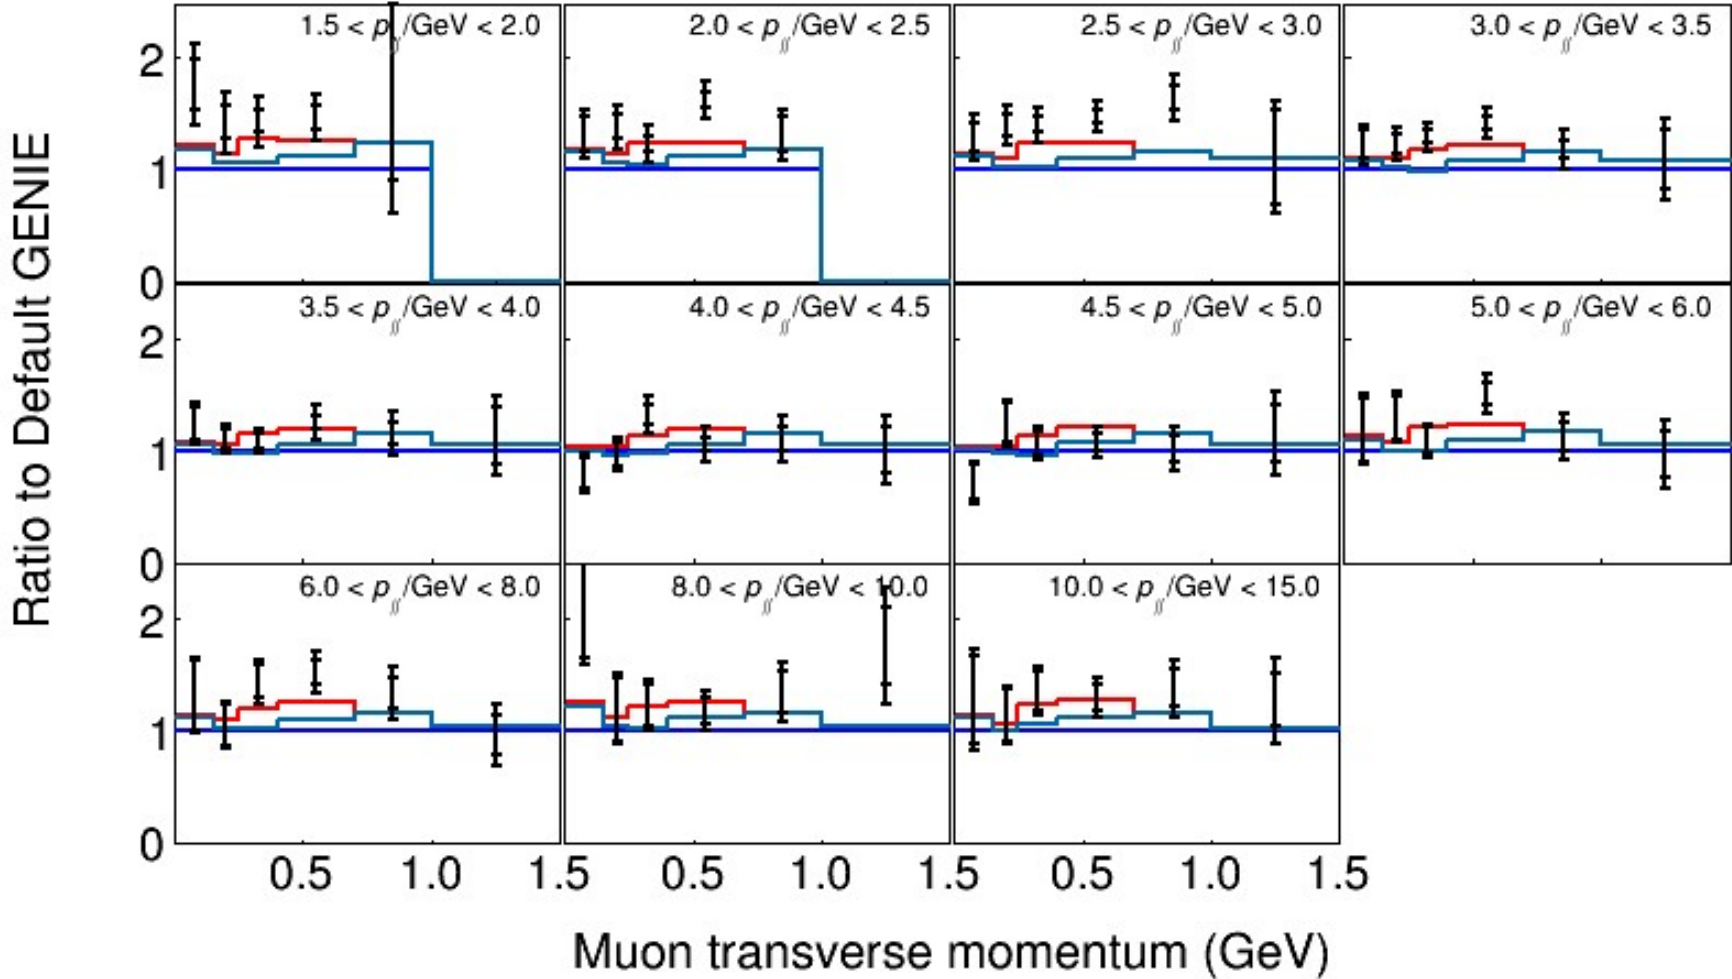 Ratio to Default GENIE
1.5 < p∥/GeV < 2.0
2.0 < p∥/GeV < 2.5
2.5 < p∥/GeV < 3.0
3.0 < p∥/GeV < 3.5
2
1
0
3.5 < p∥/GeV < 4.0
4.0 < p∥/GeV < 4.5
4.5 < p∥/GeV < 5.0
5.0 < p∥/GeV < 6.0
2
1
0
6.0 < p∥/GeV < 8.0
8.0 < p∥/GeV < 10.0
10.0 < p∥/GeV < 15.0
2
1
0
0.5 1.0 1.5 0.5 1.0 1.5 0.5 1.0 1.5
Muon transverse momentum (GeV)